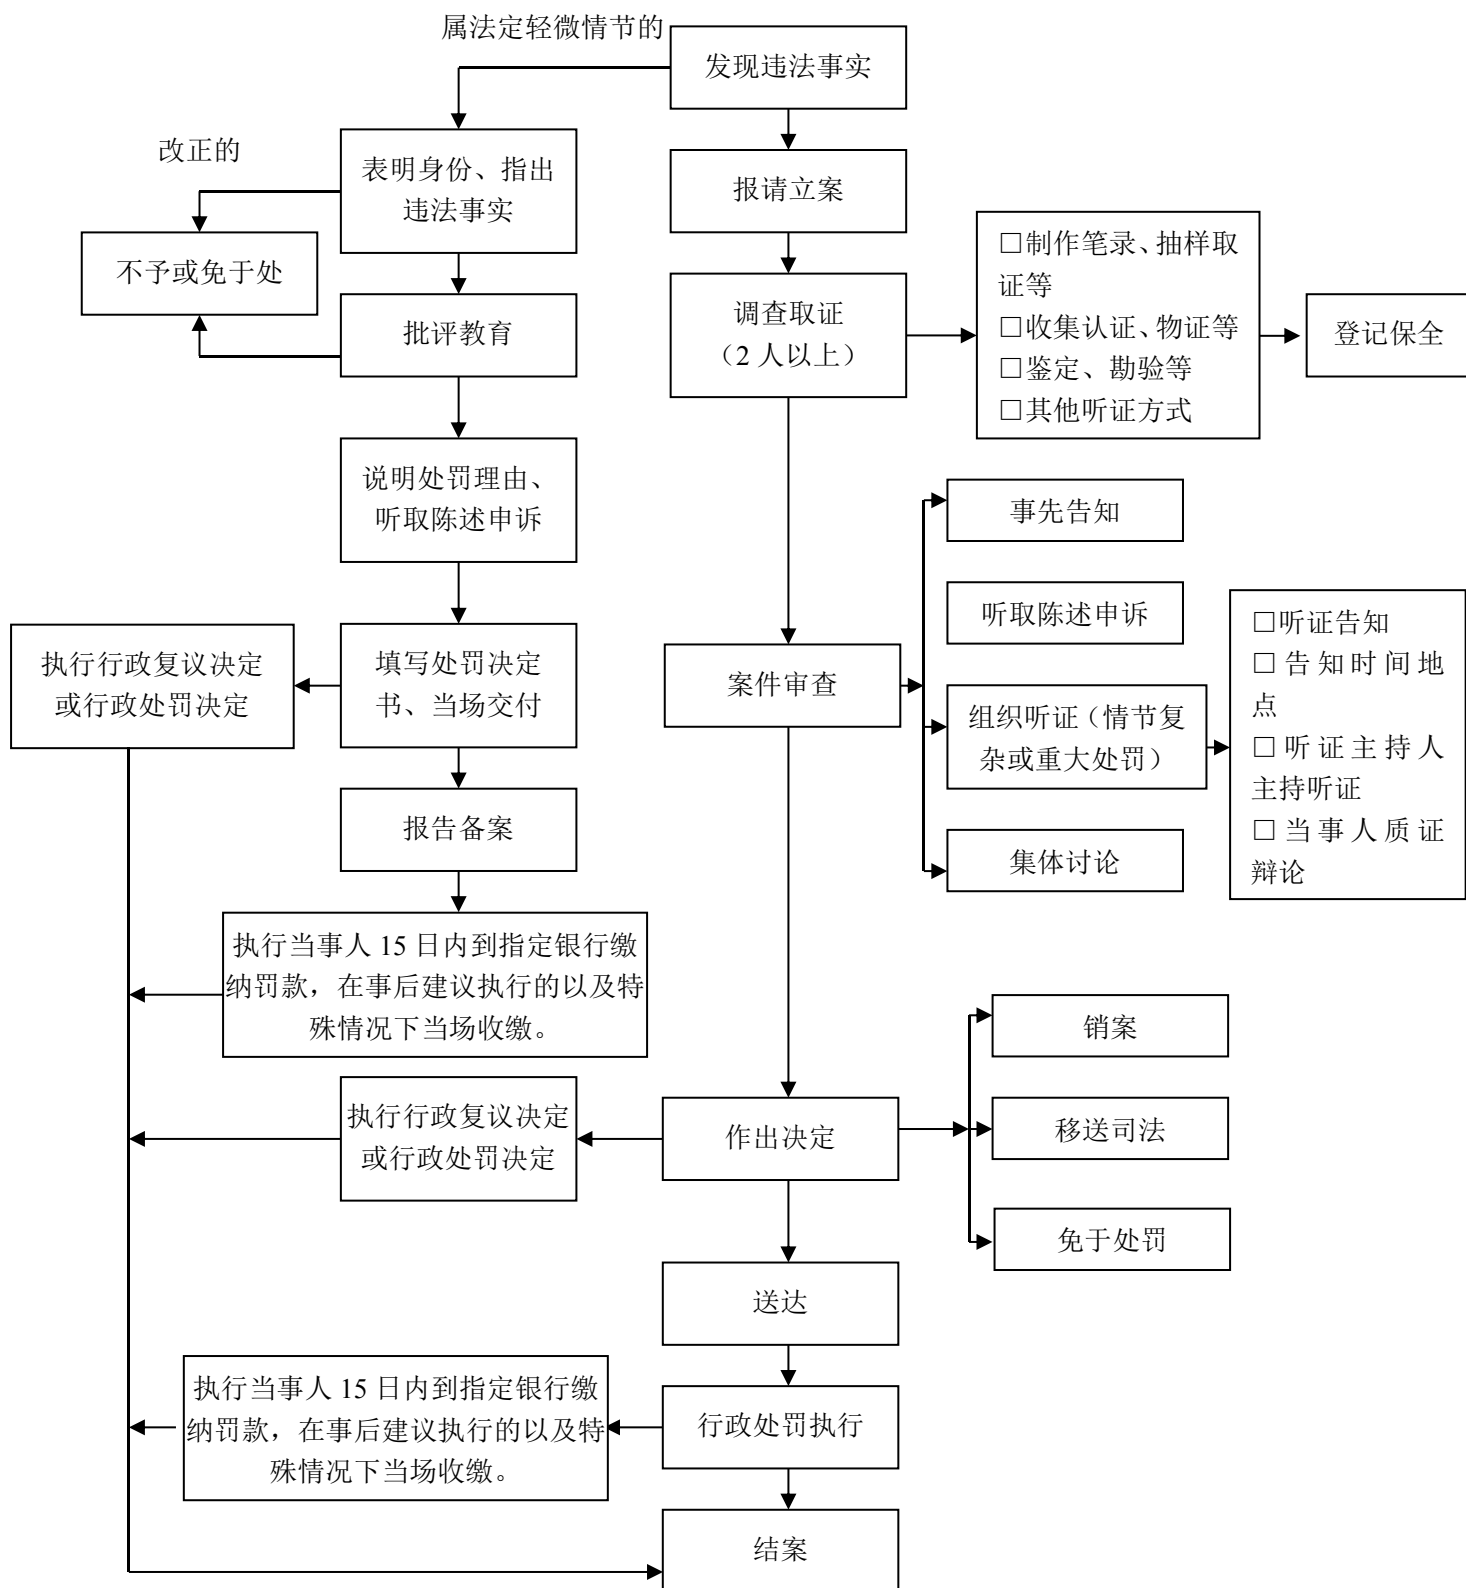 属法定轻微情节的
发现违法事实
改正的
表明身份、指出
违法事实
报请立案
不予或免于处
□制作笔录、抽样取
证等
□收集认证、物证等
□鉴定、勘验等
□其他听证方式
调查取证
（2 人以上）
登记保全
批评教育
说明处罚理由、
听取陈述申诉
事先告知
听取陈述申诉
执行行政复议决定
或行政处罚决定
填写处罚决定
书、当场交付
案件审查
组织听证（情节复
杂或重大处罚）
□听证告知
□告知时间地
点
□听证主持人
主持听证
□当事人质证
辩论
报告备案
集体讨论
执行当事人 15 日内到指定银行缴
纳罚款，在事后建议执行的以及特
殊情况下当场收缴。
销案
执行行政复议决定
或行政处罚决定
作出决定
移送司法
免于处罚
送达
执行当事人 15 日内到指定银行缴
纳罚款，在事后建议执行的以及特
殊情况下当场收缴。
行政处罚执行
结案